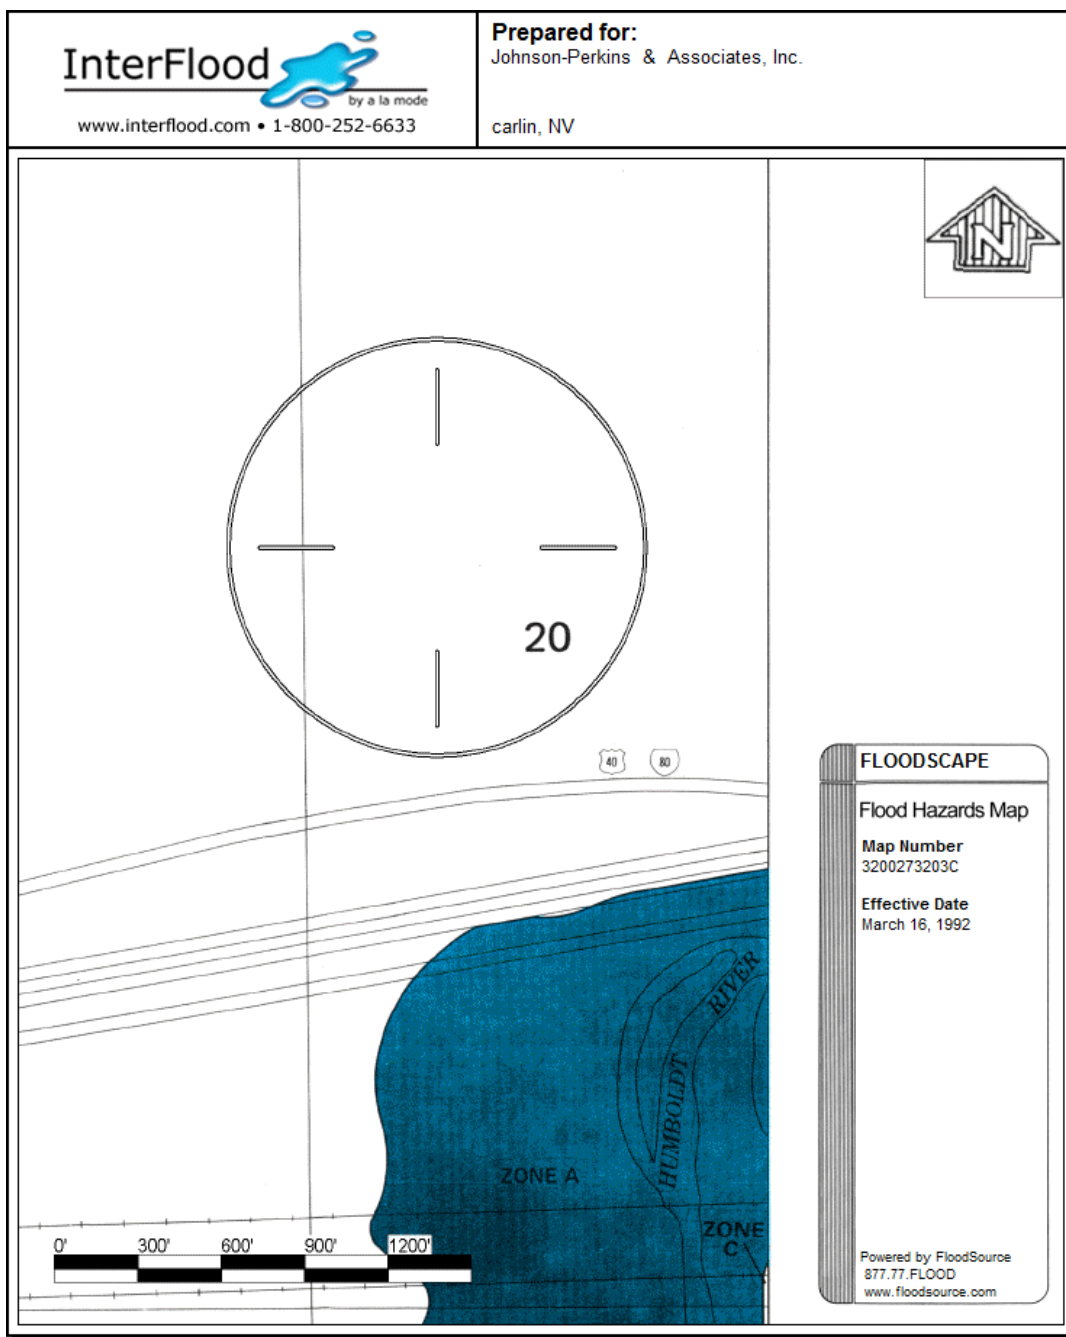 InterFlood
by a la mode
www.interflood.com • 1-800-252-6633
Prepared for:
Johnson-Perkins & Associates, Inc.
carlin, NV
N
20
40
80
FLOODSCAPE
Flood Hazards Map
Map Number
3200273203C
Effective Date
March 16, 1992
HUMBOLDT RIVER
ZONE A
ZONE
C
0' 300' 600' 900' 1200'
Powered by FloodSource
877.77.FLOOD
www.floodsource.com